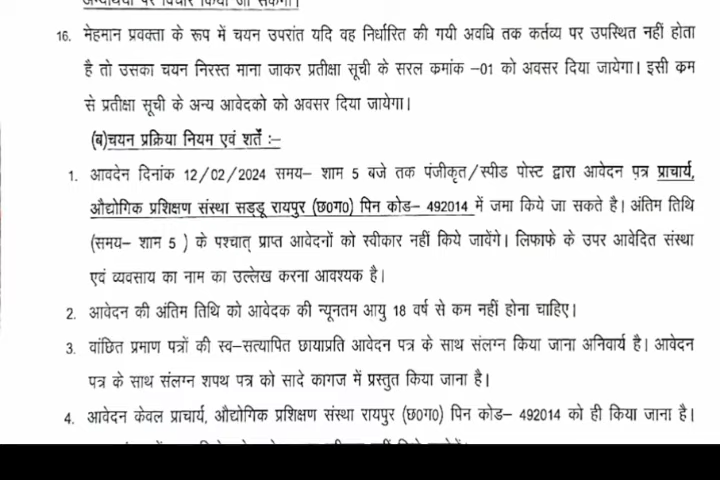 अभ्यार्थियों पर विचार किया जा सकेगा।
16. मेहमान प्रवक्ता के रूप में चयन उपरांत यदि वह निर्धारित की गयी अवधि तक कर्तव्य पर उपस्थित नहीं होता
है तो उसका चयन निरस्त माना जाकर प्रतीक्षा सूची के सरल कमांक –01 को अवसर दिया जायेगा। इसी कम
से प्रतीक्षा सूची के अन्य आवेदको को अवसर दिया जायेगा।
(ब)चयन प्रक्रिया नियम एवं शर्ते :–
1. आवदेन दिनांक 12/02/2024 समय– शाम 5 बजे तक पंजीकृत/स्पीड पोस्ट द्वारा आवेदन पत्र प्राचार्य,
औद्योगिक प्रशिक्षण संस्था सड्डू रायपुर (छ0ग0) पिन कोड– 492014 में जमा किये जा सकते है। अंतिम तिथि
(समय– शाम 5 ) के पश्चात् प्राप्त आवेदनों को स्वीकार नहीं किये जावेंगे। लिफाफे के उपर आवेदित संस्था
एवं व्यवसाय का नाम का उल्लेख करना आवश्यक है।
2. आवेदन की अंतिम तिथि को आवेदक की न्यूनतम आयु 18 वर्ष से कम नहीं होना चाहिए।
3. वांछित प्रमाण पत्रों की स्व–सत्यापित छायाप्रति आवेदन पत्र के साथ संलग्न किया जाना अनिवार्य है। आवेदन
पत्र के साथ संलग्न शपथ पत्र को सादे कागज में प्रस्तुत किया जाना है।
4. आवेदन केवल प्राचार्य, औद्योगिक प्रशिक्षण संस्था रायपुर (छ0ग0) पिन कोड– 492014 को ही किया जाना है।